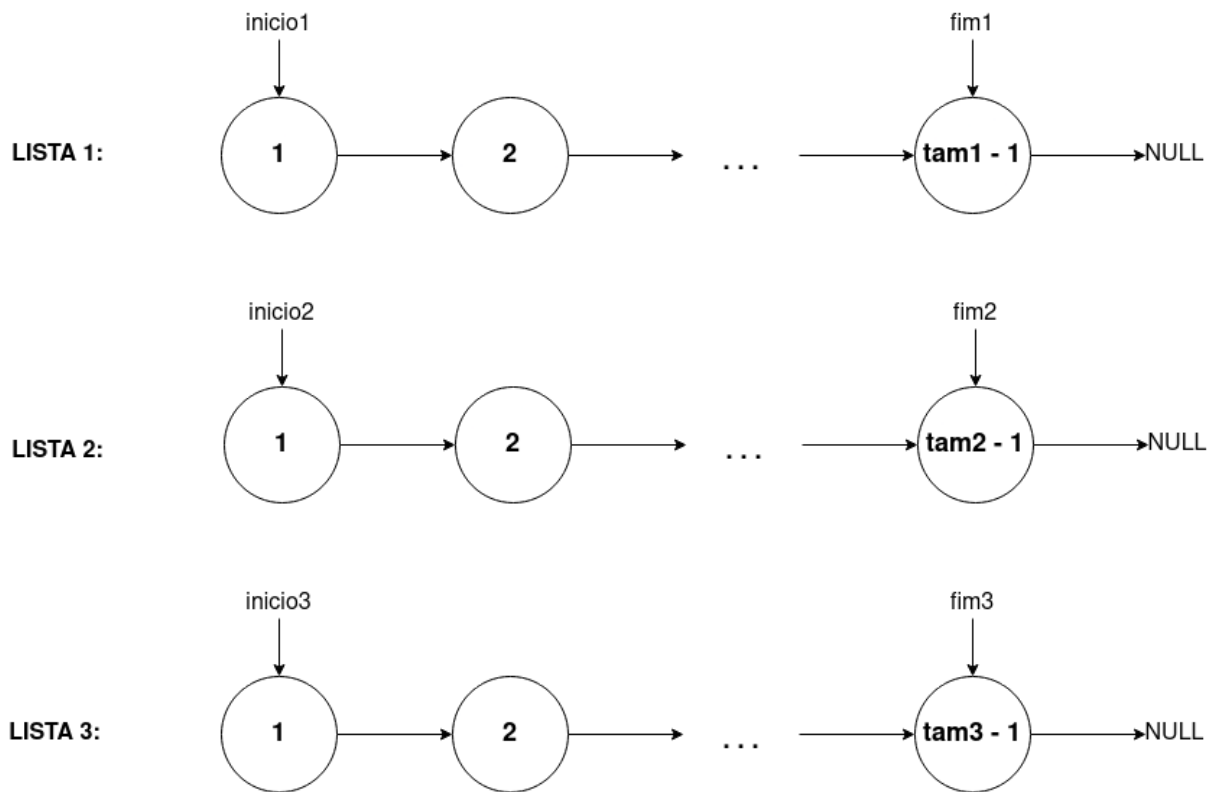 inicio1
fim1
LISTA 1:
1
2
. . .
tam1 - 1
NULL
inicio2
fim2
LISTA 2:
1
2
. . .
tam2 - 1
NULL
inicio3
fim3
LISTA 3:
1
2
. . .
tam3 - 1
NULL